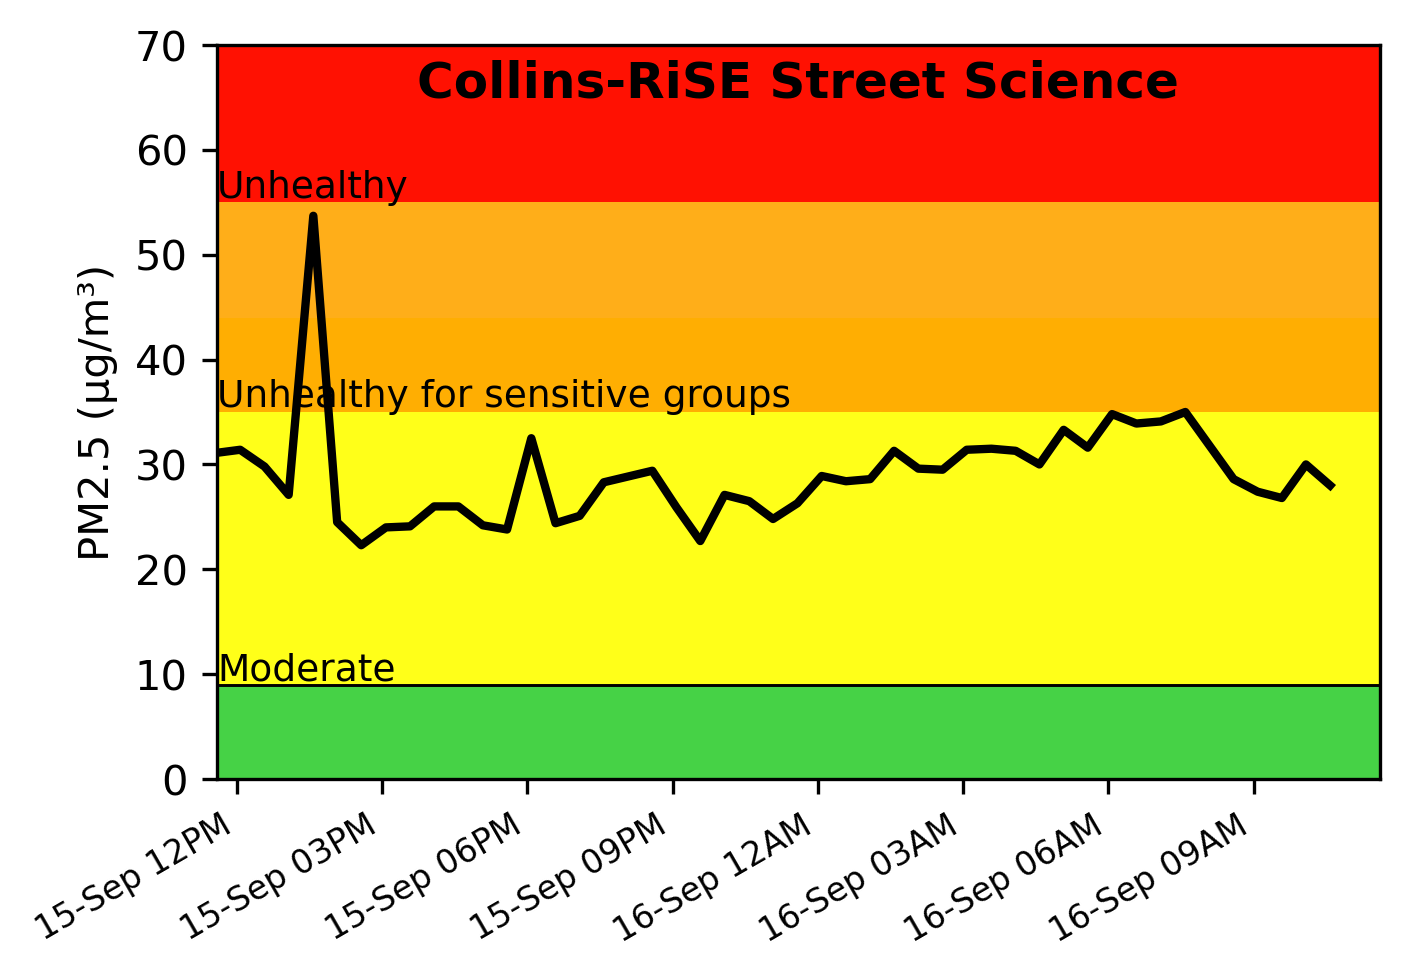 Collins-RiSE Street Science
PM2.5 (µg/m³)
70
60
Unhealthy
50
40
Unhealthy for sensitive groups
30
20
10
Moderate
0
15-Sep 12PM
15-Sep 03PM
15-Sep 06PM
15-Sep 09PM
16-Sep 12AM
16-Sep 03AM
16-Sep 06AM
16-Sep 09AM